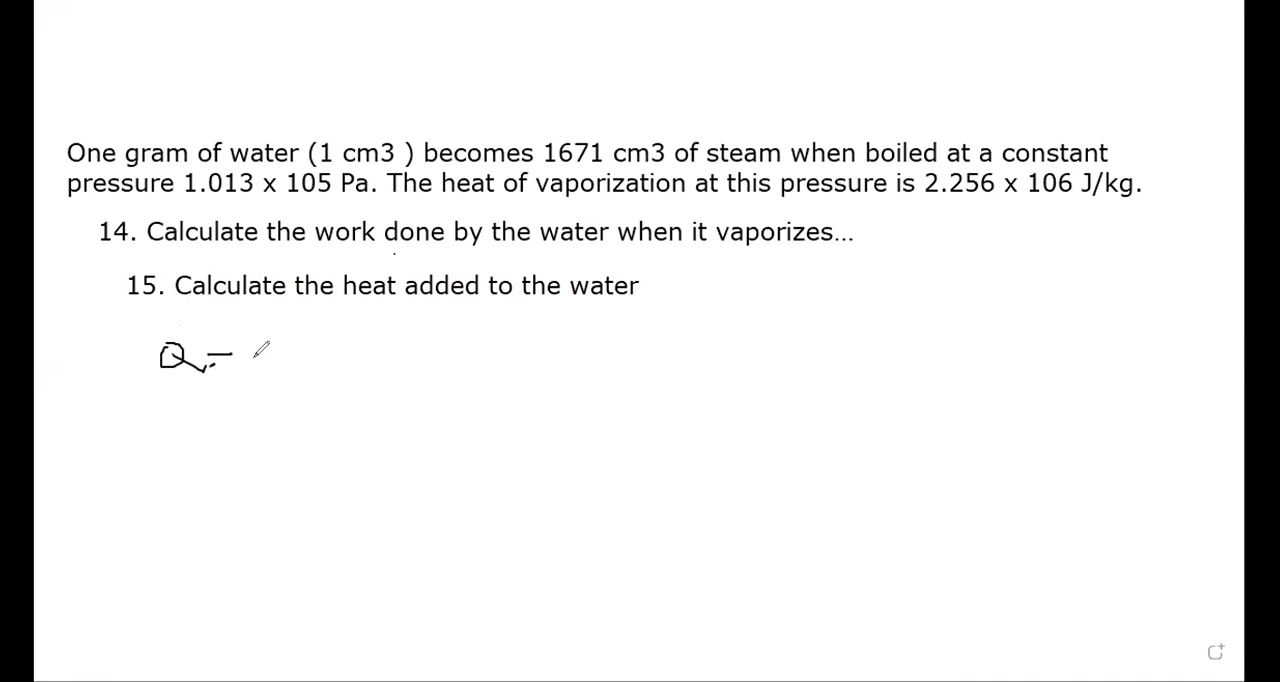 One gram of water (1 cm3 ) becomes 1671 cm3 of steam when boiled at a constant
pressure 1.013 x 105 Pa. The heat of vaporization at this pressure is 2.256 x 106 J/kg.
14. Calculate the work done by the water when it vaporizes...
15. Calculate the heat added to the water
Q =